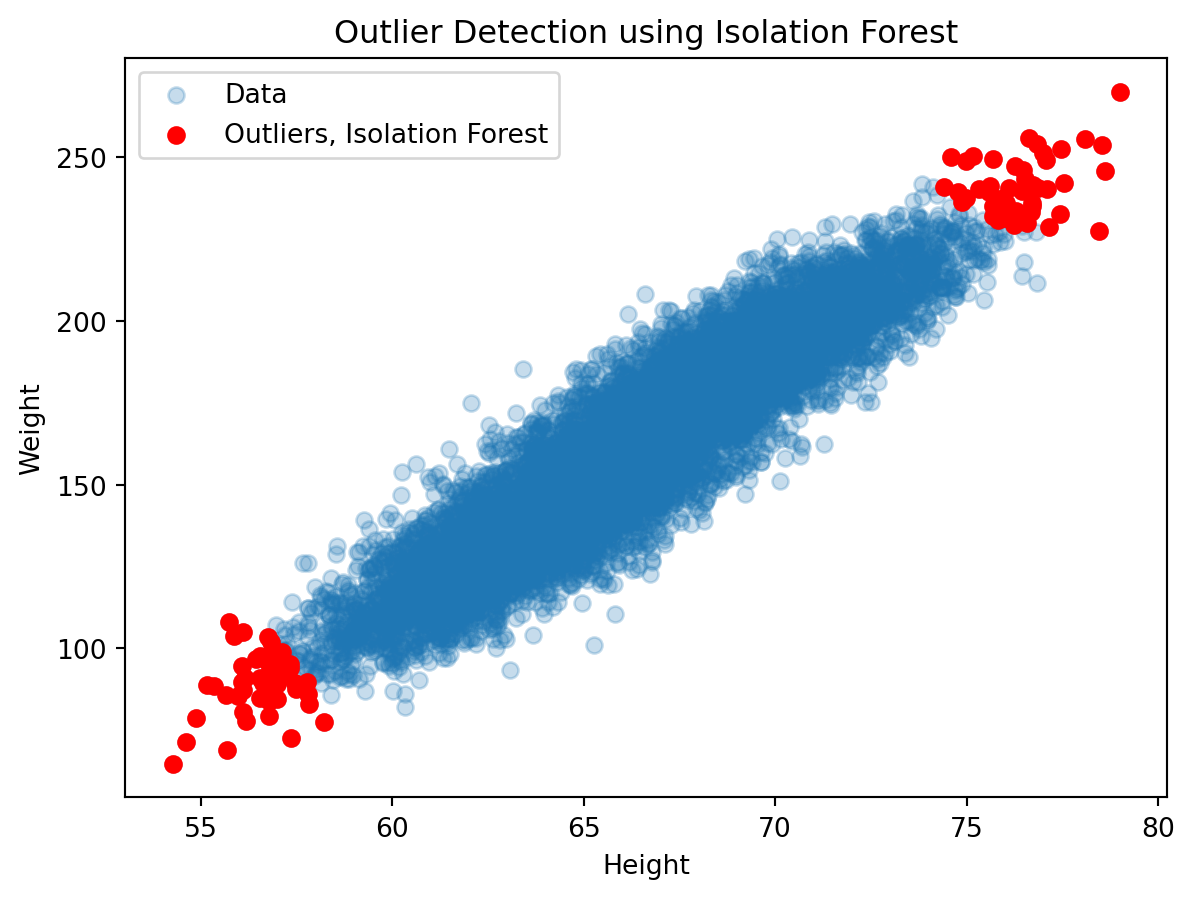 Outlier Detection using Isolation Forest
Data
Outliers, Isolation Forest
250
200
150
100
Weight
55
60
65
70
75
80
Height